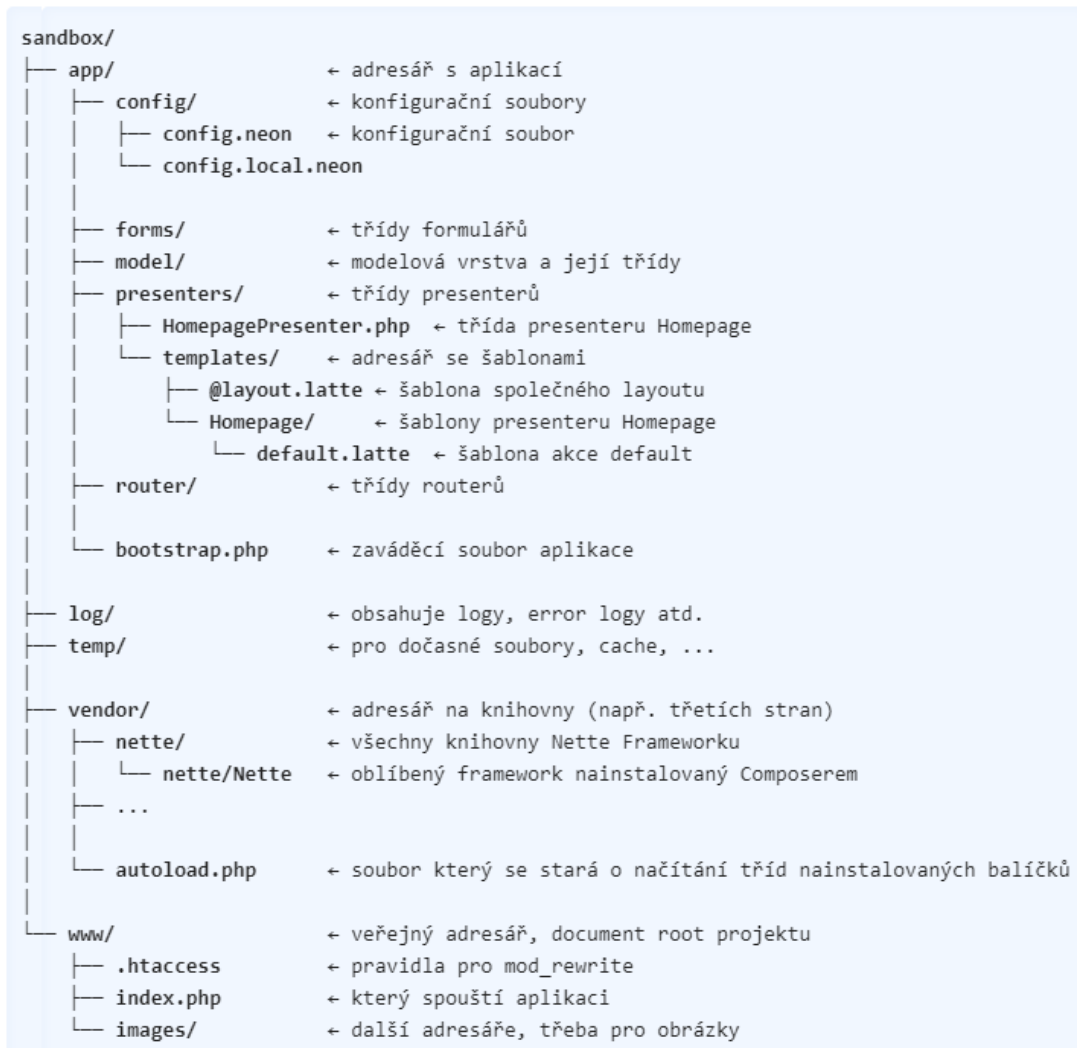 sandbox/
├── app/                  ← adresář s aplikací
│   ├── config/           ← konfigurační soubory
│   │   ├── config.neon   ← konfigurační soubor
│   │   └── config.local.neon
│   │
│   ├── forms/            ← třídy formulářů
│   ├── model/            ← modelová vrstva a její třídy
│   ├── presenters/       ← třídy presenterů
│   │   ├── HomepagePresenter.php  ← třída presenteru Homepage
│   │   └── templates/    ← adresář se šablonami
│   │       ├── @layout.latte ← šablona společného layoutu
│   │       └── Homepage/     ← šablony presenteru Homepage
│   │           └── default.latte  ← šablona akce default
│   ├── router/           ← třídy routerů
│   │
│   └── bootstrap.php     ← zaváděcí soubor aplikace
│
├── log/                  ← obsahuje logy, error logy atd.
├── temp/                 ← pro dočasné soubory, cache, ...
│
├── vendor/               ← adresář na knihovny (např. třetích stran)
│   ├── nette/            ← všechny knihovny Nette Frameworku
│   │   └── nette/Nette   ← oblíbený framework nainstalovaný Composerem
│   ├── ...
│   │
│   └── autoload.php      ← soubor který se stará o načítání tříd nainstalovaných balíčků
│
└── www/                  ← veřejný adresář, document root projektu
    ├── .htaccess         ← pravidla pro mod_rewrite
    ├── index.php         ← který spouští aplikaci
    └── images/           ← další adresáře, třeba pro obrázky